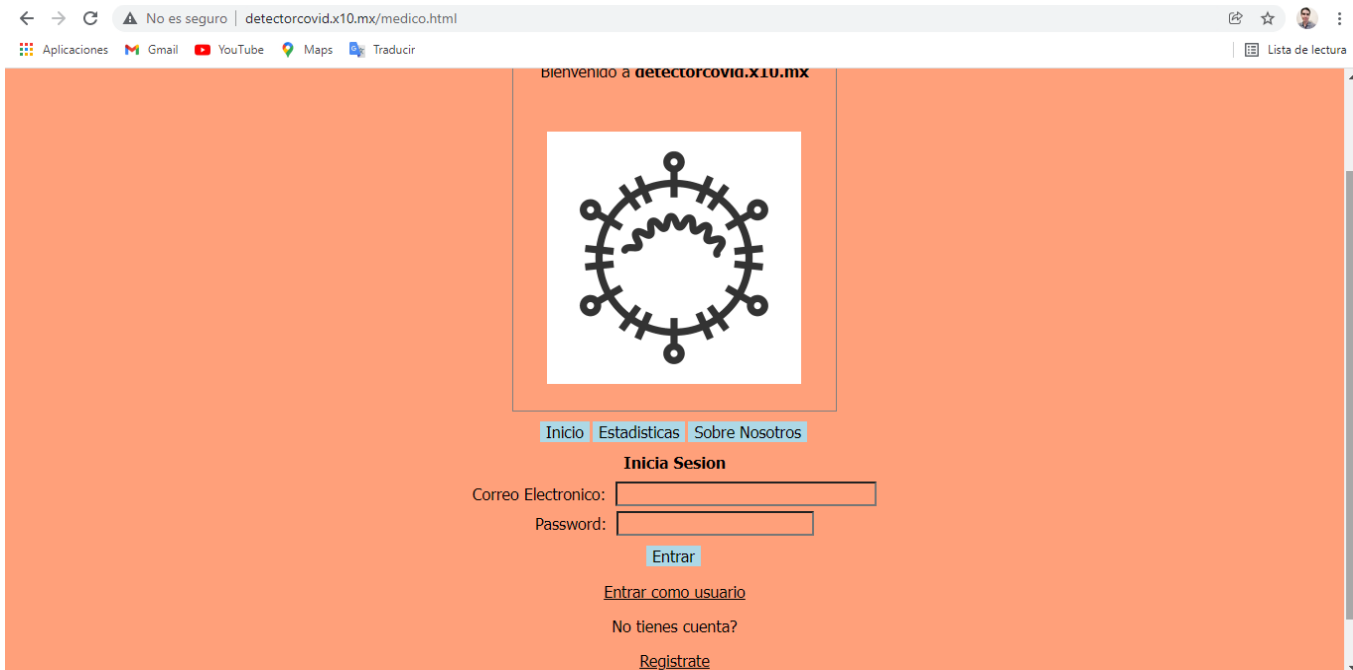 No es seguro | detectorcovid.x10.mx/medico.html
Aplicaciones Gmail YouTube Maps Traducir Lista de lectura
Bienvenido a detectorcovid.x10.mx
Inicio Estadisticas Sobre Nosotros
Inicia Sesion
Correo Electronico:
Password:
Entrar
Entrar como usuario
No tienes cuenta?
Registrate